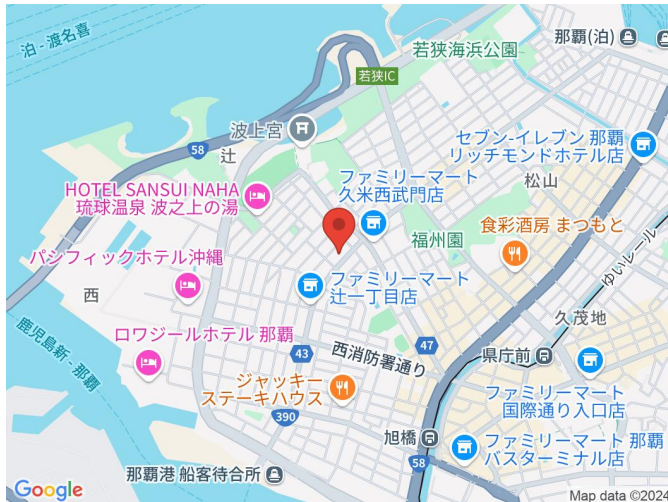 泊 - 渡名喜
若狭海浜公園
那覇(泊)
若狭IC
波上宮
58
辻
セブン-イレブン 那覇
リッチモンドホテル店
HOTEL SANSUI NAHA
琉球温泉 波之上の湯
ファミリーマート
久米西武門店
松山
食彩酒房 まつもと
福州園
パシフィックホテル沖縄
西
ファミリーマート
辻一丁目店
ゆいレール
久茂地
鹿児島新 - 那覇
ロワジールホテル 那覇
43
西消防署通り
47
県庁前
ジャッキー
ステーキハウス
ファミリーマート
国際通り入口店
390
旭橋
58
ファミリーマート 那覇
バスターミナル店
那覇港 船客待合所
Google
Map data ©2024